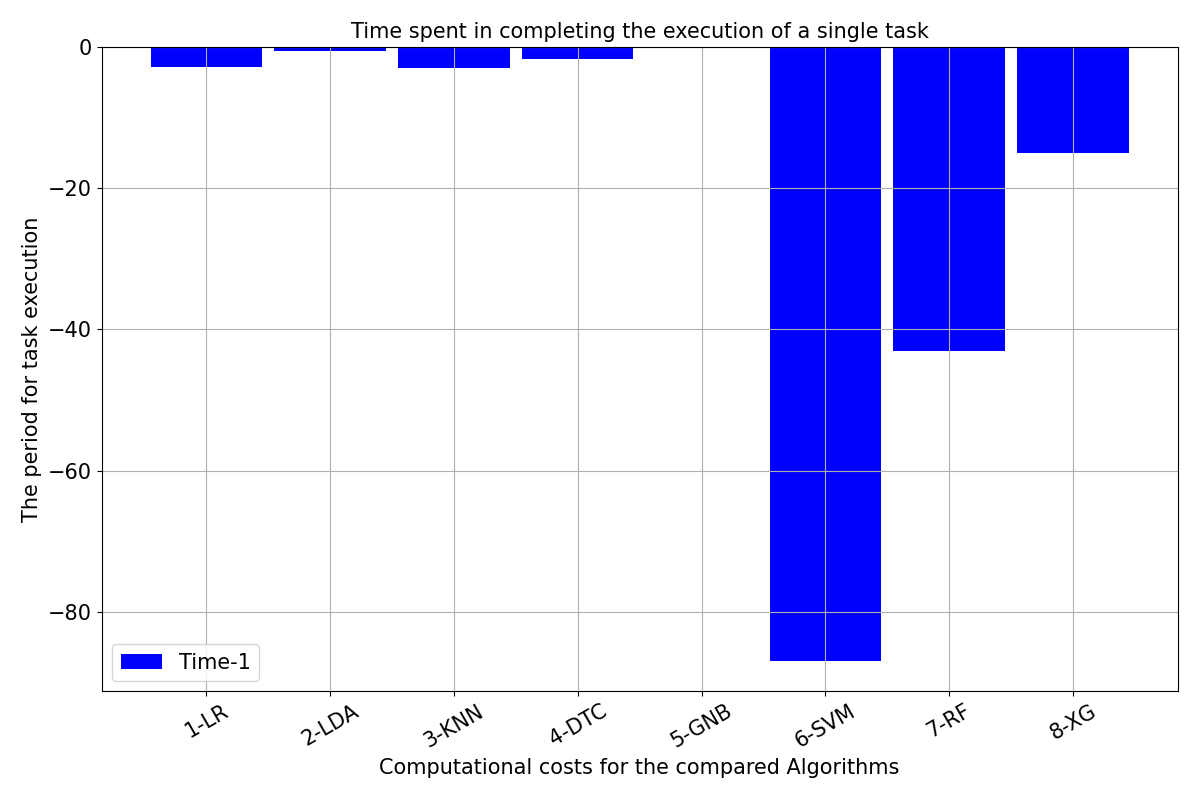 Time spent in completing the execution of a single task
The period for task execution
0
−20
−40
−60
−80
Time-1
1-LR
2-LDA
3-KNN
4-DTC
5-GNB
6-SVM
7-RF
8-XG
Computational costs for the compared Algorithms